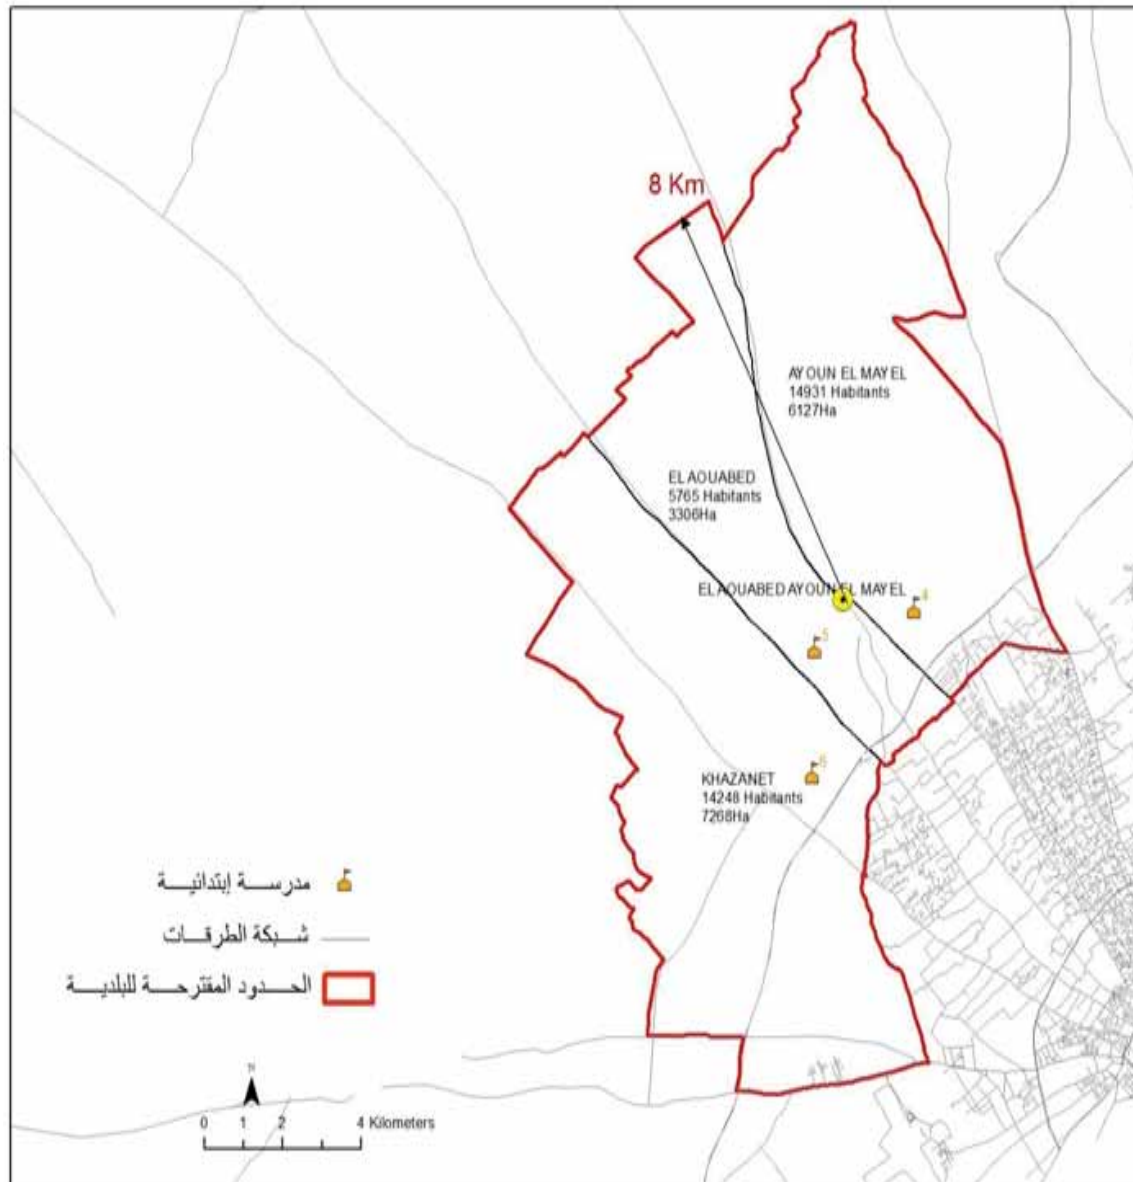 8 Km
AYOUN EL MAYEL
14931 Habitants
6127Ha
EL AOUABED
5765 Habitants
3306Ha
EL AOUABED AYOUN EL MAYEL
4
5
6
KHAZANET
14248 Habitants
7268Ha
مدرسة إبتدائية
شبكة الطرقات
الحدود المقترحة للبلدية
N
0 1 2 4 Kilometers